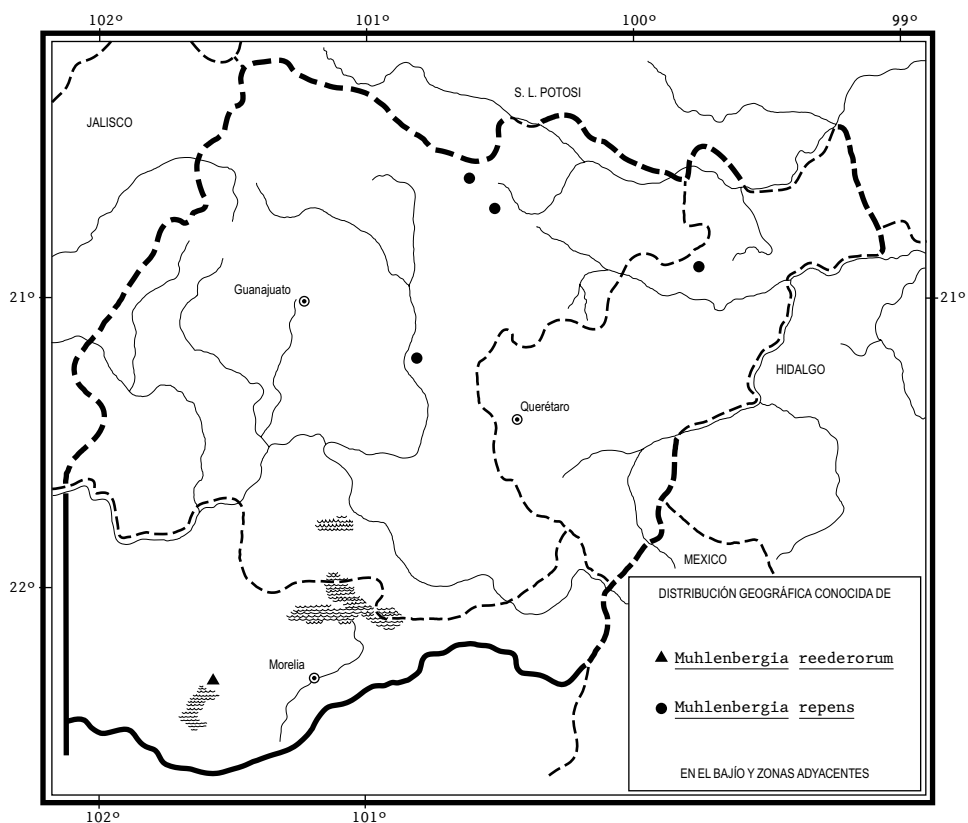 102º 101º 100º 99º
S. L. POTOSI
JALISCO
Guanajuato
21º 21º
HIDALGO
Querétaro
MEXICO
22º
DISTRIBUCIÓN GEOGRÁFICA CONOCIDA DE
Morelia
Muhlenbergia reederorum
Muhlenbergia repens
EN EL BAJÍO Y ZONAS ADYACENTES
102º 101º